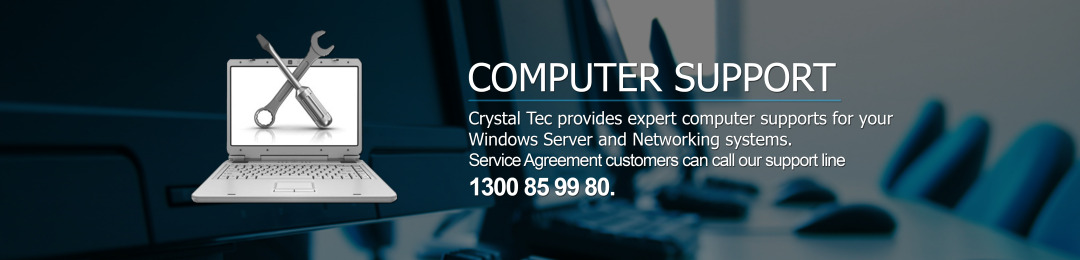 COMPUTER SUPPORT
Crystal Tec provides expert computer supports for your
Windows Server and Networking systems.
Service Agreement customers can call our support line
1300 85 99 80.